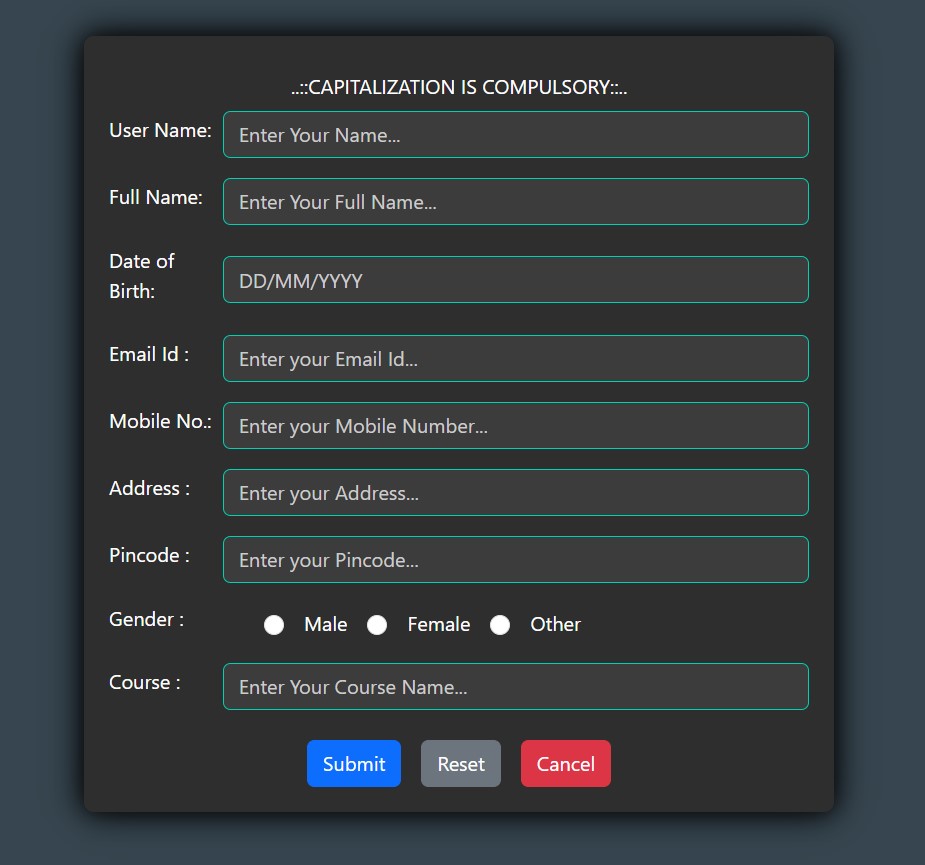 ..::CAPITALIZATION IS COMPULSORY::..
User Name: Enter Your Name...
Full Name: Enter Your Full Name...
Date of
Birth: DD/MM/YYYY
Email Id : Enter your Email Id...
Mobile No.: Enter your Mobile Number...
Address : Enter your Address...
Pincode : Enter your Pincode...
Gender : Male Female Other
Course : Enter Your Course Name...
Submit Reset Cancel